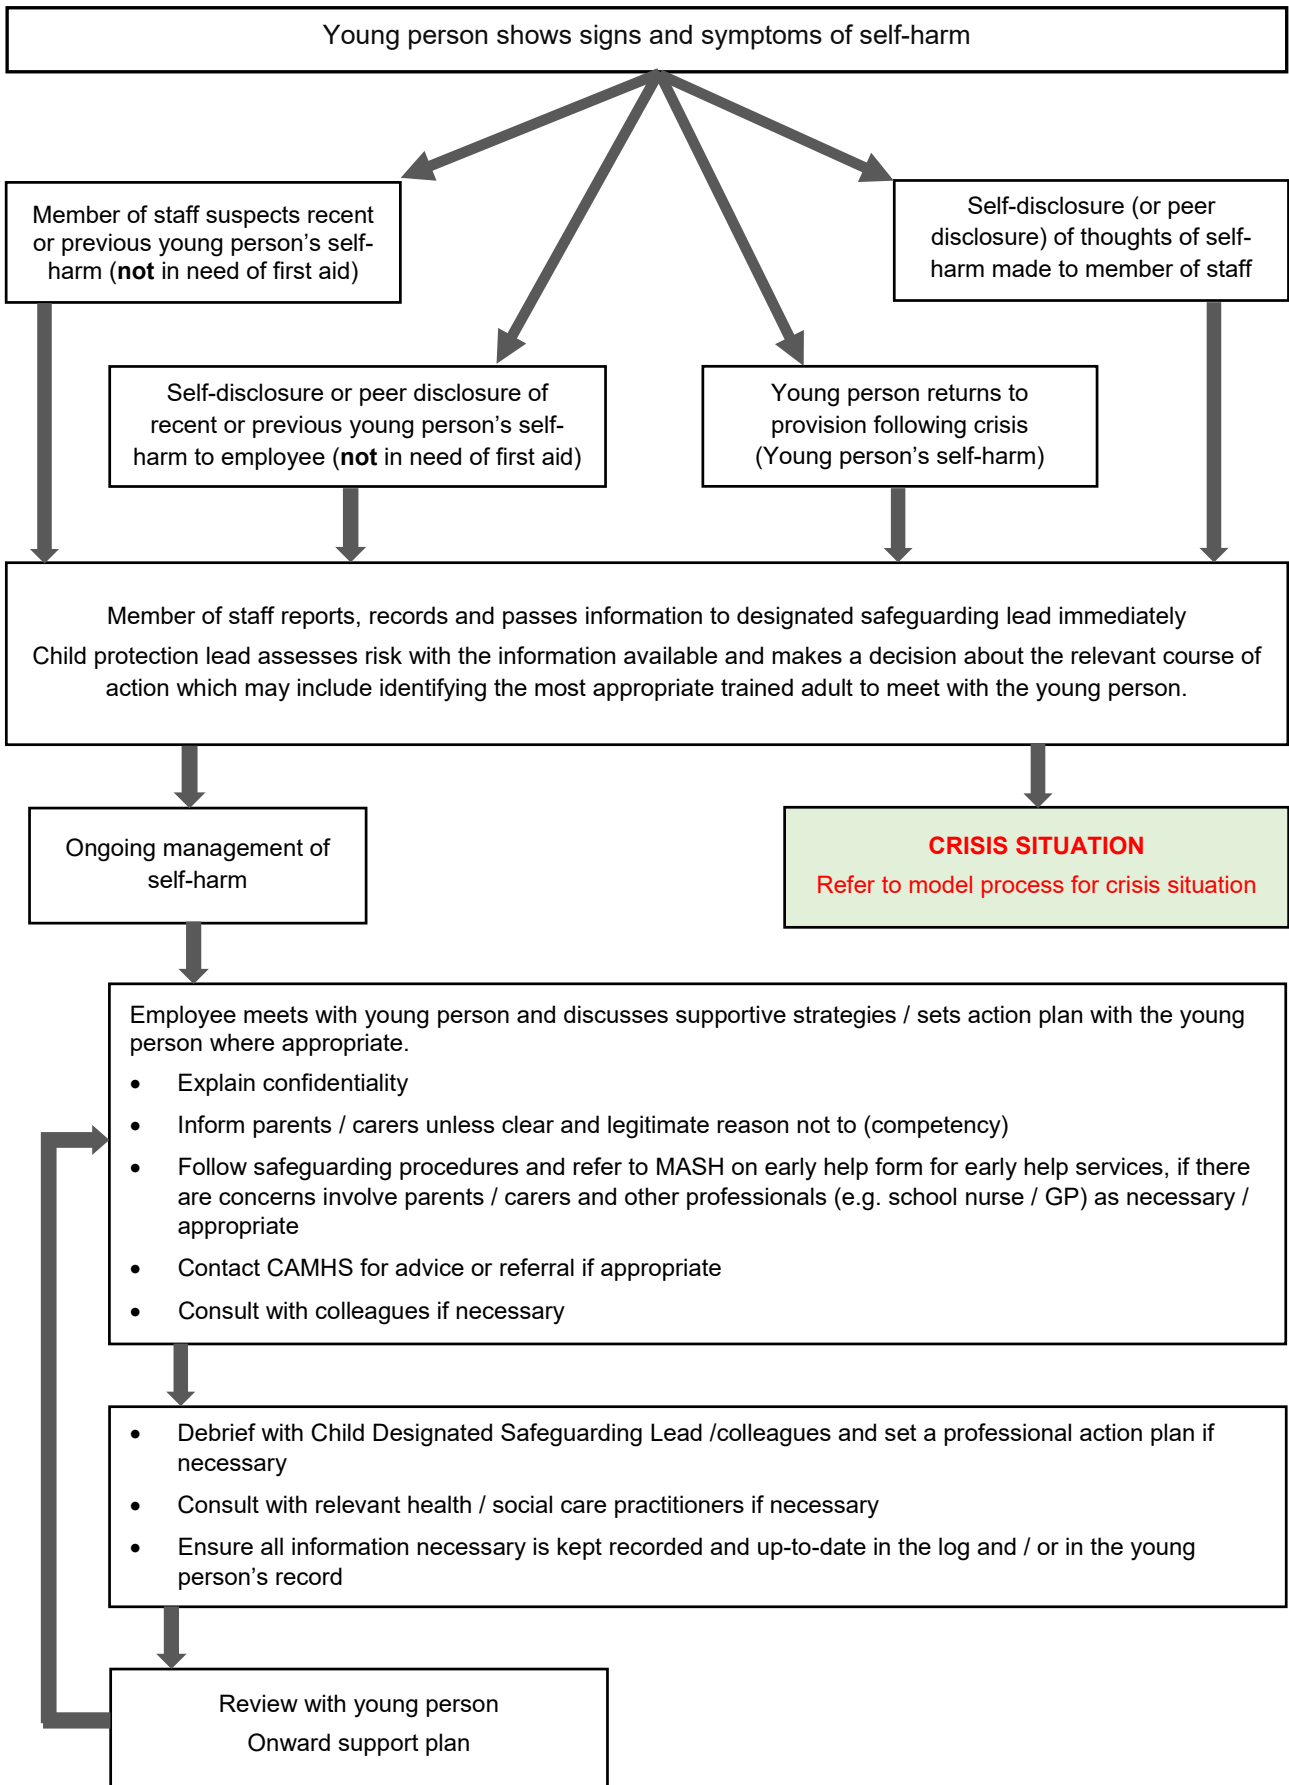 Young person shows signs and symptoms of self-harm
Member of staff suspects recent
or previous young person’s self-
harm (not in need of first aid)
Self-disclosure (or peer
disclosure) of thoughts of self-
harm made to member of staff
Self-disclosure or peer disclosure of
recent or previous young person’s self-
harm to employee (not in need of first aid)
Young person returns to
provision following crisis
(Young person’s self-harm)
Member of staff reports, records and passes information to designated safeguarding lead immediately
Child protection lead assesses risk with the information available and makes a decision about the relevant course of
action which may include identifying the most appropriate trained adult to meet with the young person.
Ongoing management of
self-harm
CRISIS SITUATION
Refer to model process for crisis situation
Employee meets with young person and discusses supportive strategies / sets action plan with the young
person where appropriate.
• Explain confidentiality
• Inform parents / carers unless clear and legitimate reason not to (competency)
• Follow safeguarding procedures and refer to MASH on early help form for early help services, if there
are concerns involve parents / carers and other professionals (e.g. school nurse / GP) as necessary /
appropriate
• Contact CAMHS for advice or referral if appropriate
• Consult with colleagues if necessary
• Debrief with Child Designated Safeguarding Lead /colleagues and set a professional action plan if
necessary
• Consult with relevant health / social care practitioners if necessary
• Ensure all information necessary is kept recorded and up-to-date in the log and / or in the young
person’s record
Review with young person
Onward support plan